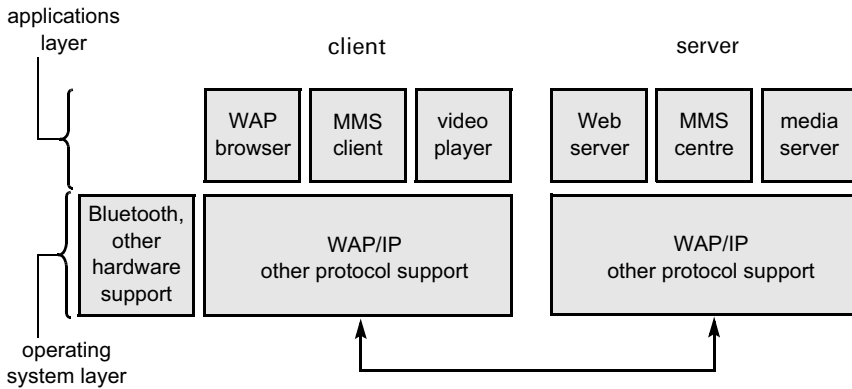 applications
layer
client
server
WAP
browser
MMS
client
video
player
Web
server
MMS
centre
media
server
Bluetooth,
other
hardware
support
WAP/IP
other protocol support
WAP/IP
other protocol support
operating
system layer